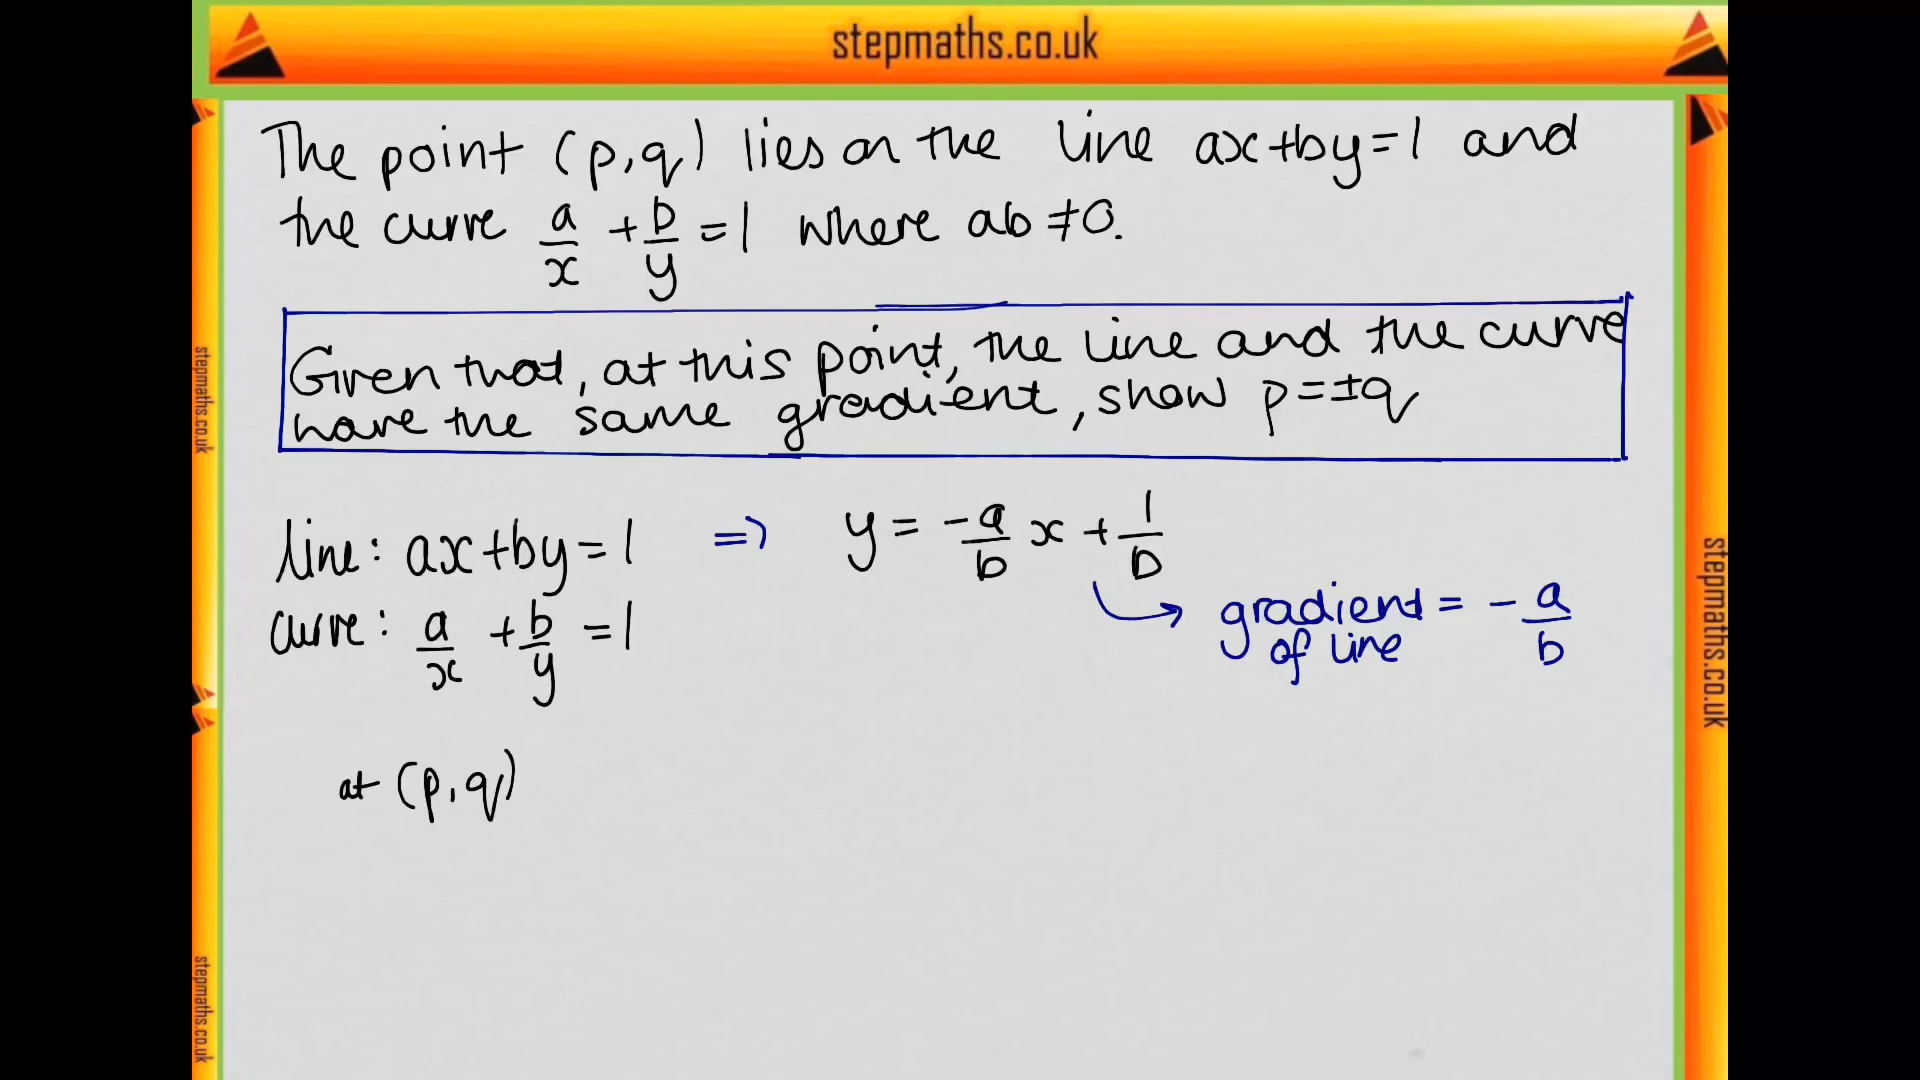 stepmaths.co.uk
The point (p,q) lies on the line ax+by=1 and
the curve a/x + b/y = 1 where ab ≠ 0.
Given that, at this point, the line and the curve
have the same gradient, show p=±q
line: ax+by=1 => y = -a/b x + 1/b
gradient of line = -a/b
curve: a/x + b/y = 1
at (p,q)
stepmaths.co.uk
stepmaths.co.uk
stepmaths.co.uk